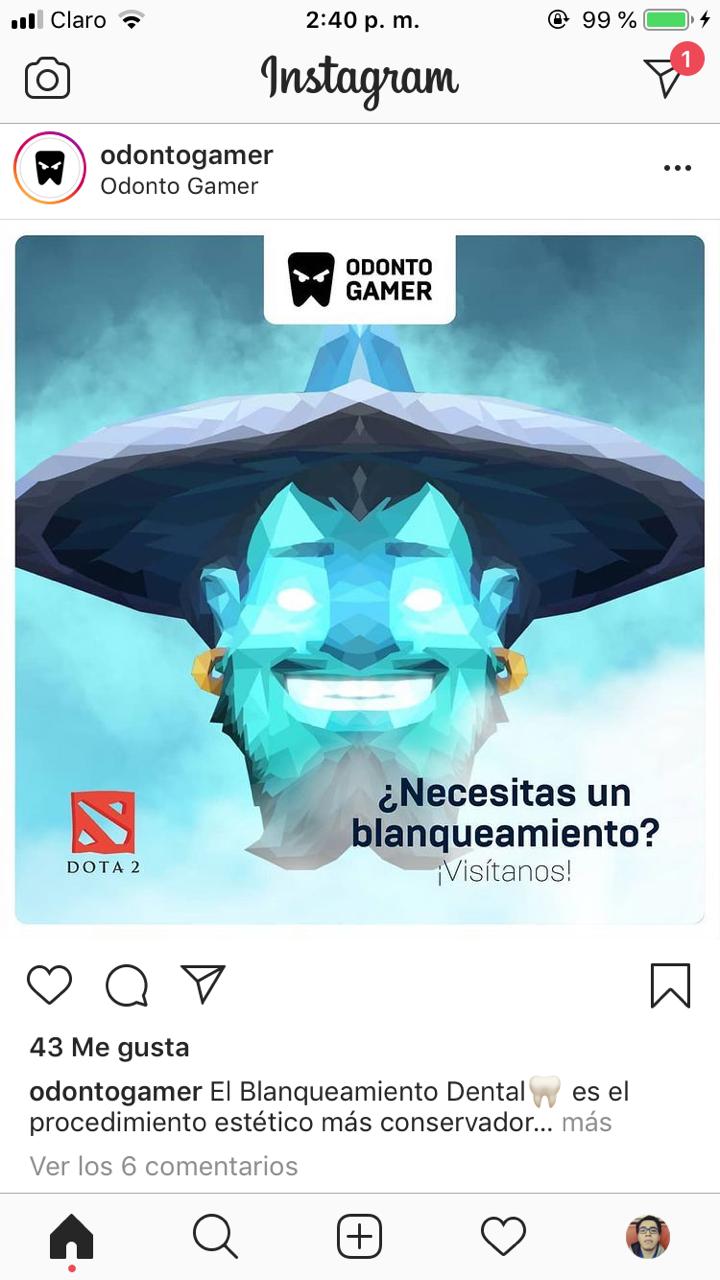 Claro 2:40 p. m. 99 %
Instagram 1
odontogamer
Odonto Gamer
ODONTO
GAMER
¿Necesitas un
blanqueamiento?
¡Visítanos!
DOTA 2
43 Me gusta
odontogamer El Blanqueamiento Dental🦷 es el
procedimiento estético más conservador... más
Ver los 6 comentarios